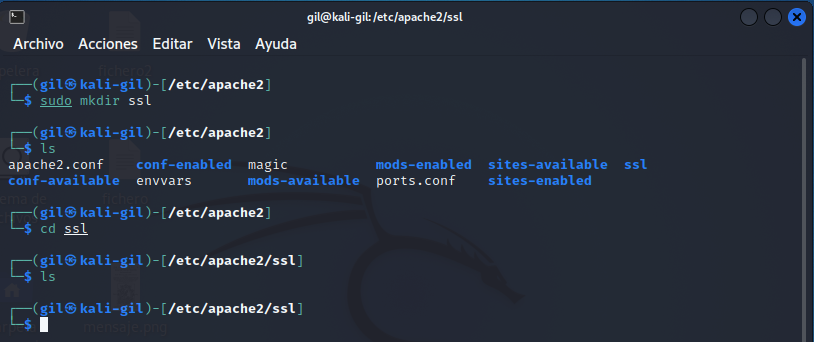 gil@kali-gil:/etc/apache2/ssl
Archivo Acciones Editar Vista Ayuda
┌──(gil㉿kali-gil)-[/etc/apache2]
└─$ sudo mkdir ssl
┌──(gil㉿kali-gil)-[/etc/apache2]
└─$ ls
apache2.conf conf-enabled magic mods-enabled sites-available ssl
conf-available envvars mods-available ports.conf sites-enabled
┌──(gil㉿kali-gil)-[/etc/apache2]
└─$ cd ssl
┌──(gil㉿kali-gil)-[/etc/apache2/ssl]
└─$ ls
┌──(gil㉿kali-gil)-[/etc/apache2/ssl]
└─$
mensaje.png